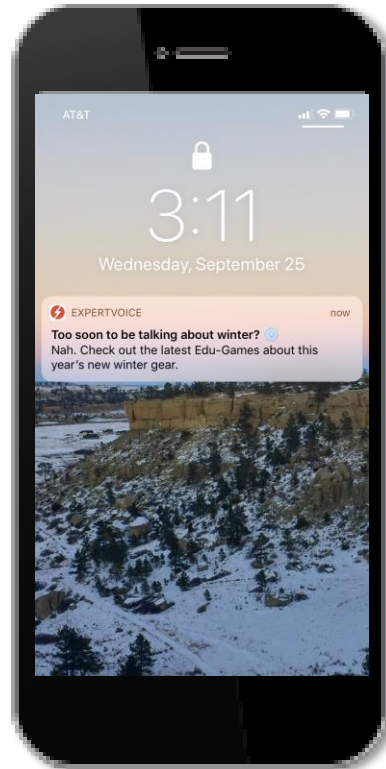 AT&T
3:11
Wednesday, September 25
EXPERTVOICE now
Too soon to be talking about winter?
Nah. Check out the latest Edu-Games about this
year's new winter gear.